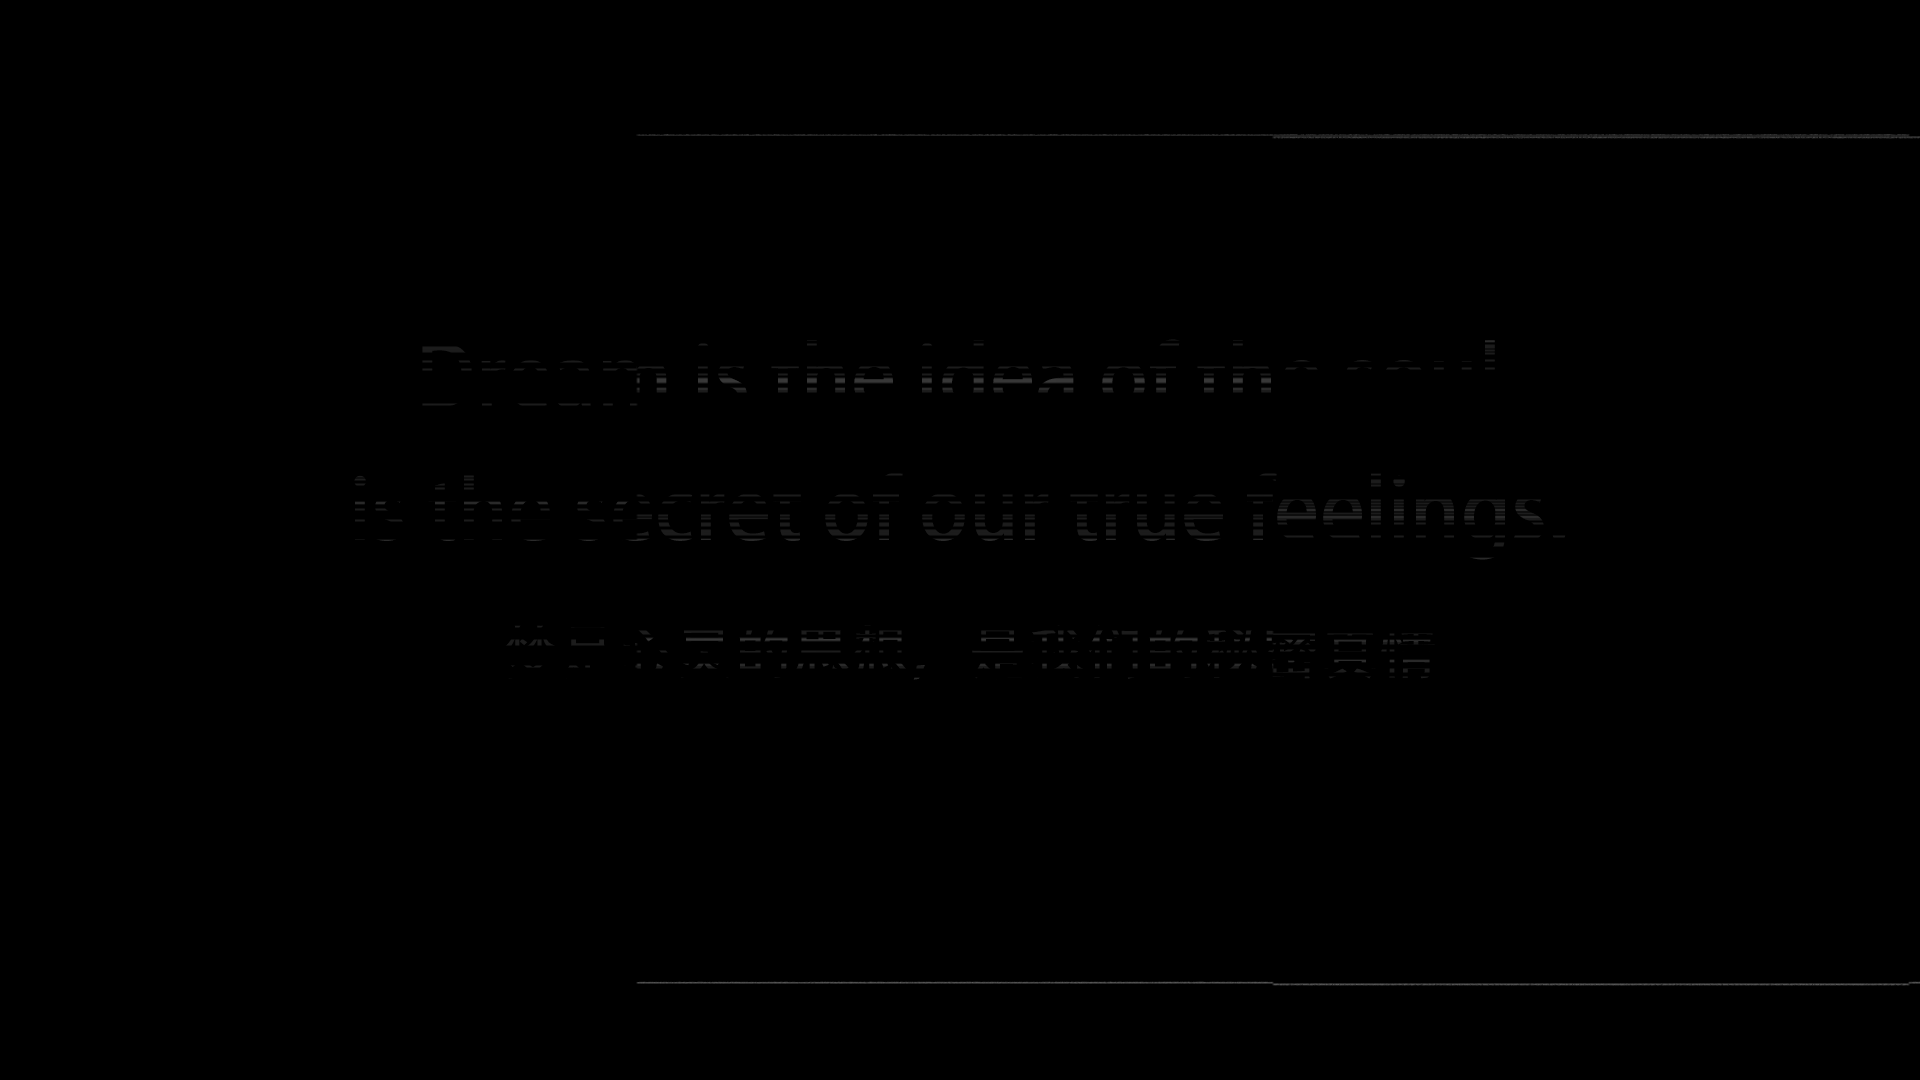 Dream is the idea of the soul
is the secret of our true feelings.
梦是心灵的思想，是我们的秘密真情